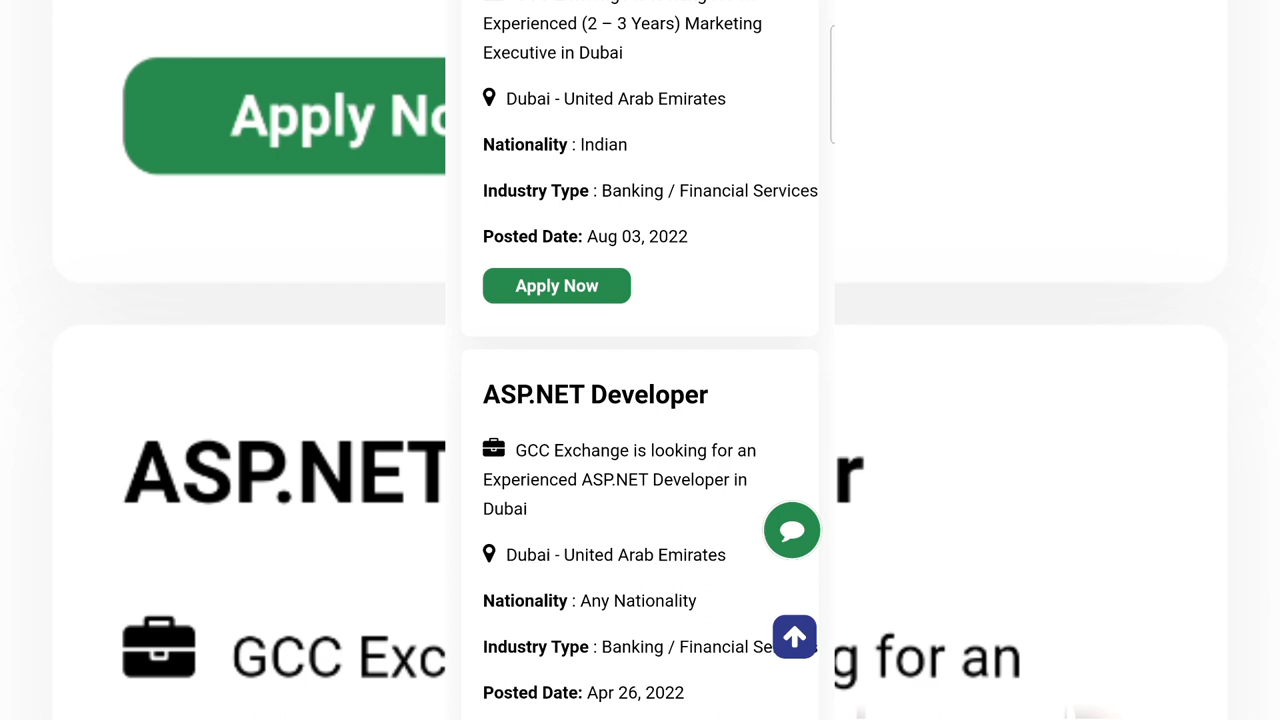 Experienced (2 – 3 Years) Marketing
Executive in Dubai
Dubai - United Arab Emirates
Nationality : Indian
Industry Type : Banking / Financial Services
Posted Date: Aug 03, 2022
Apply Now
ASP.NET Developer
GCC Exchange is looking for an
Experienced ASP.NET Developer in
Dubai
Dubai - United Arab Emirates
Nationality : Any Nationality
Industry Type : Banking / Financial Se
Posted Date: Apr 26, 2022
Apply No
ASP.NET
r
GCC Exc
g for an